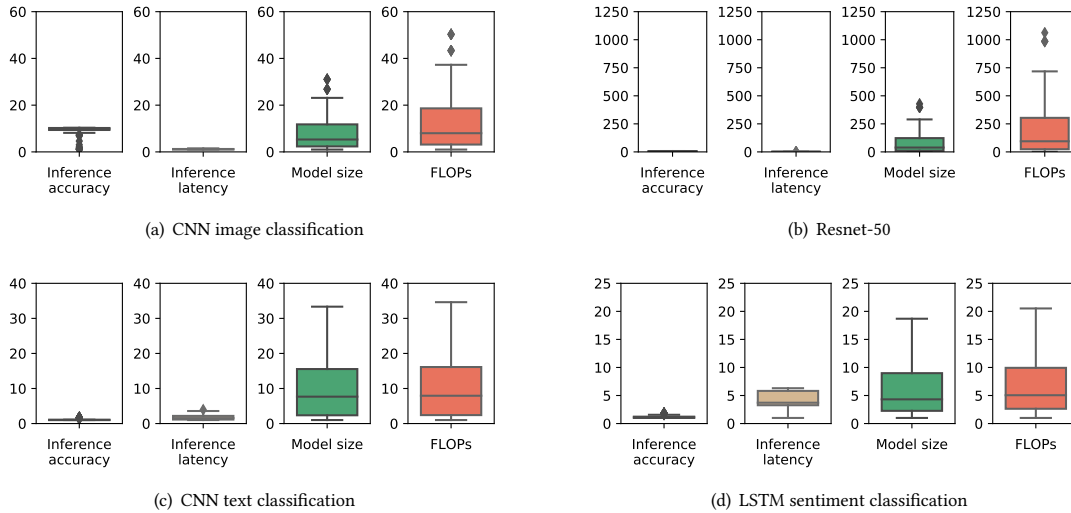 60 60 60 60
40 40 40 40
20 20 20 20
0 0 0 0
Inference accuracy Inference latency Model size FLOPs
(a) CNN image classification
1250 1250 1250 1250
1000 1000 1000 1000
750 750 750 750
500 500 500 500
250 250 250 250
0 0 0 0
Inference accuracy Inference latency Model size FLOPs
(b) Resnet-50
40 40 40 40
30 30 30 30
20 20 20 20
10 10 10 10
0 0 0 0
Inference accuracy Inference latency Model size FLOPs
(c) CNN text classification
25 25 25 25
20 20 20 20
15 15 15 15
10 10 10 10
5 5 5 5
0 0 0 0
Inference accuracy Inference latency Model size FLOPs
(d) LSTM sentiment classification